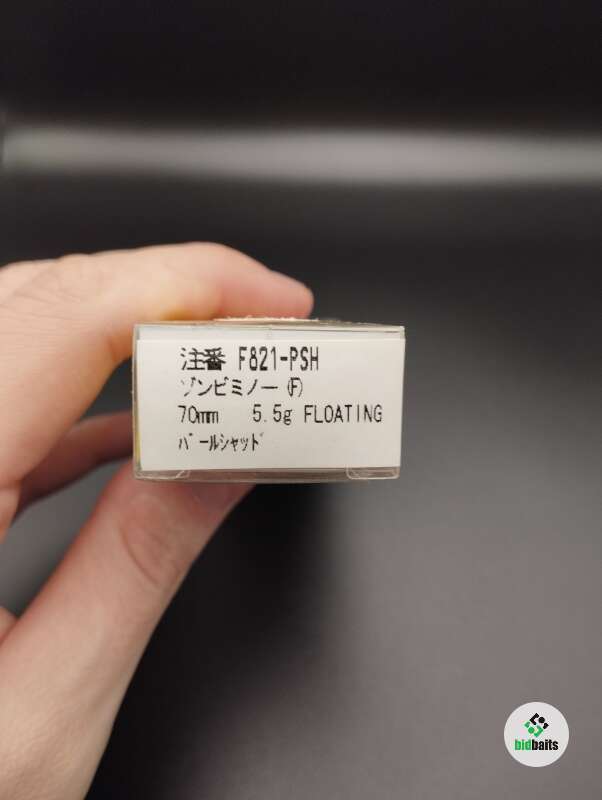 注番 F821-PSH
ゾンビミノー(F)
70mm 5.5g FLOATING
パールシャッド
bidbaits